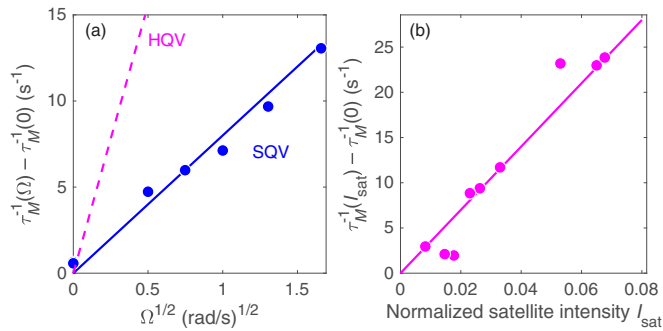 (a)
HQV
SQV
15
10
5
0
0
0.5
1
1.5
τ_M^{-1}(Ω) − τ_M^{-1}(0) (s^{-1})
Ω^{1/2} (rad/s)^{1/2}
(b)
25
20
15
10
5
0
0
0.02
0.04
0.06
0.08
τ_M^{-1}(I_sat) − τ_M^{-1}(0) (s^{-1})
Normalized satellite intensity I_sat